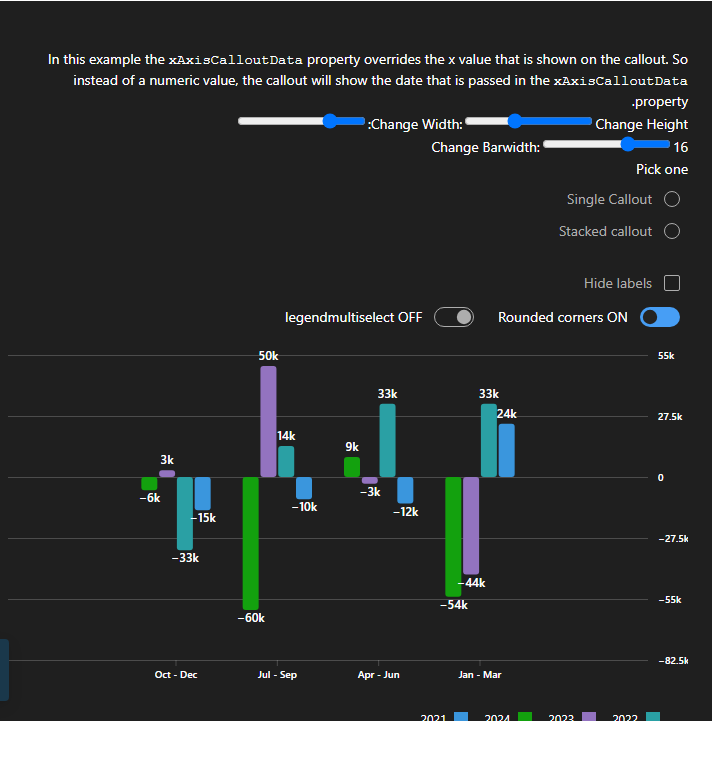 In this example the xAxisCalloutData property overrides the x value that is shown on the callout. So
instead of a numeric value, the callout will show the date that is passed in the xAxisCalloutData
.property
:Change Width: Change Height
Change Barwidth: 16
Pick one
Single Callout
Stacked callout
Hide labels
legendmultiselect OFF Rounded corners ON
55k
50k
33k 33k
27.5k
24k
14k
9k
3k
0
−3k
−6k
−10k
−12k
−15k
−27.5k
−33k
−44k
−55k
−54k
−60k
−82.5k
Oct - Dec Jul - Sep Apr - Jun Jan - Mar
2021 2024 2023 2022